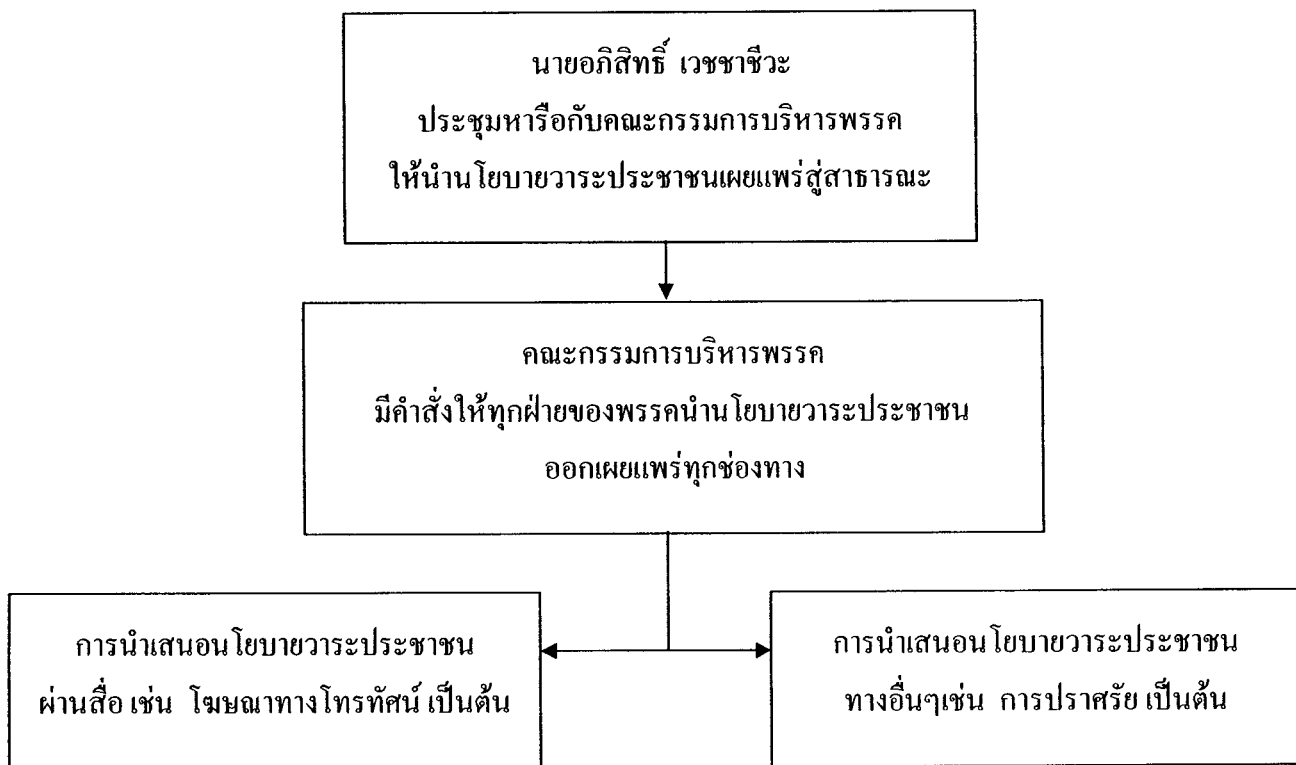 นายอภิสิทธิ์ เวชชาชีวะ
ประชุมหารือกับคณะกรรมการบริหารพรรค
ให้นำนโยบายวาระประชาชนเผยแพร่สู่สาธารณะ
คณะกรรมการบริหารพรรค
มีคำสั่งให้ทุกฝ่ายของพรรคนำนโยบายวาระประชาชน
ออกเผยแพร่ทุกช่องทาง
การนำเสนอนโยบายวาระประชาชน
ผ่านสื่อ เช่น โฆษณาทางโทรทัศน์ เป็นต้น
การนำเสนอนโยบายวาระประชาชน
ทางอื่นๆเช่น การปราศรัย เป็นต้น